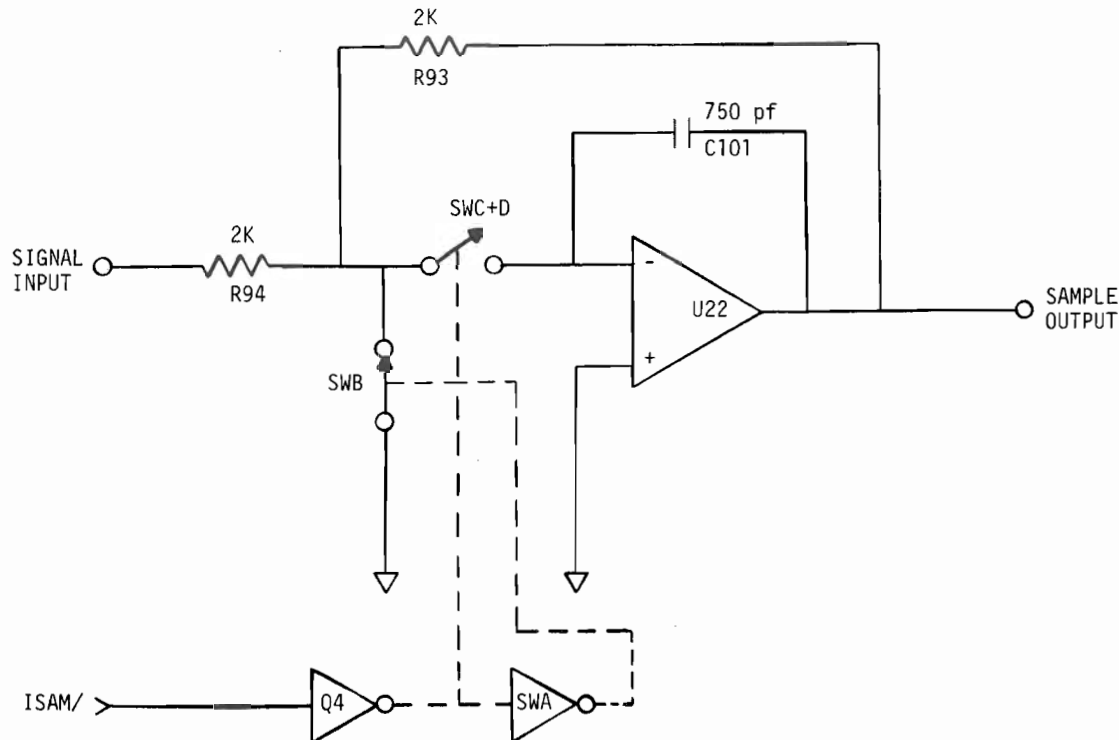 2K
R93
750 pf
C101
SWC+D
2K
SIGNAL
INPUT
R94
-
U22
SAMPLE
OUTPUT
+
SWB
ISAM/
Q4
SWA